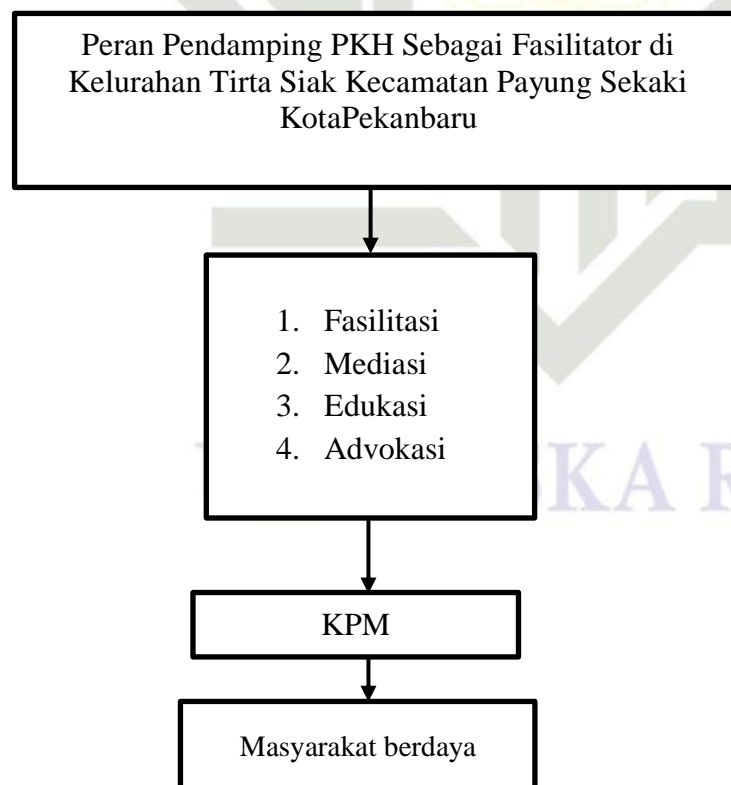 Peran Pendamping PKH Sebagai Fasilitator di
Kelurahan Tirta Siak Kecamatan Payung Sekaki
KotaPekanbaru
1. Fasilitasi
2. Mediasi
3. Edukasi
4. Advokasi
KA R
KPM
Masyarakat berdaya